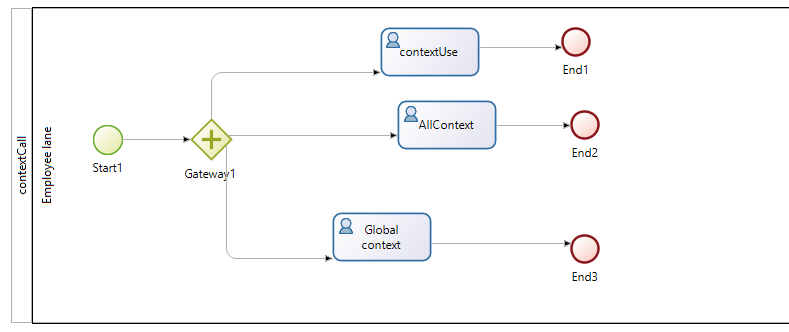 contextCall
Employee lane
Start1
Gateway1
contextUse
End1
AllContext
End2
Global
context
End3